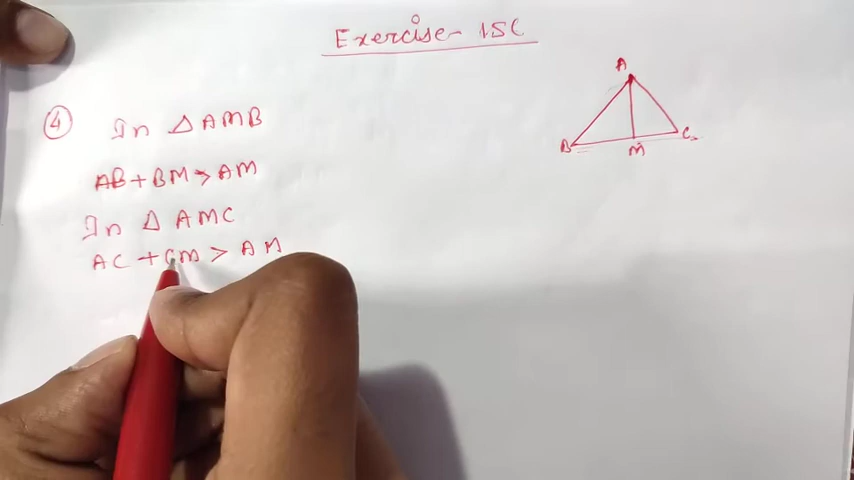 Exercise- 15C
4 In △AMB
AB+BM>AM
In △ AMC
AC +CM > AM
A
B
M
C